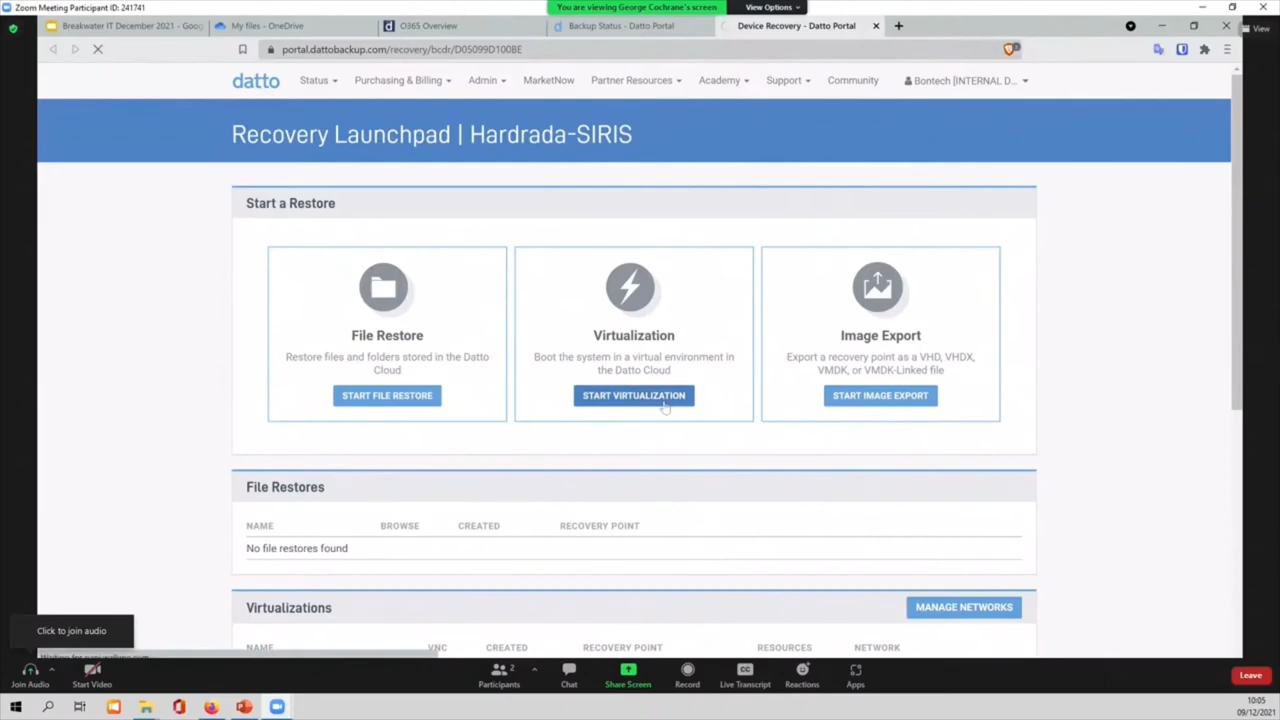 Zoom Meeting Participant ID: 241741
You are viewing George Cochrane's screen
View Options
Breakwater IT December 2021 - Goog
My files - OneDrive
O365 Overview
Backup Status - Datto Portal
Device Recovery - Datto Portal
View
portal.dattobackup.com/recovery/bcdr/D05099D100BE
datto
Status
Purchasing & Billing
Admin
MarketNow
Partner Resources
Academy
Support
Community
Bontech [INTERNAL D...
Recovery Launchpad | Hardrada-SIRIS
Start a Restore
File Restore
Restore files and folders stored in the Datto
Cloud
START FILE RESTORE
Virtualization
Boot the system in a virtual environment in
the Datto Cloud
START VIRTUALIZATION
Image Export
Export a recovery point as a VHD, VHDX,
VMDK, or VMDK-Linked file
START IMAGE EXPORT
File Restores
NAME BROWSE CREATED RECOVERY POINT
No file restores found
Virtualizations
MANAGE NETWORKS
NAME VNC CREATED RECOVERY POINT RESOURCES NETWORK
Click to join audio
Join Audio
Start Video
Participants 2
Chat
Share Screen
Record
CC
Live Transcript
Reactions
Apps
Leave
10:05
09/12/2021